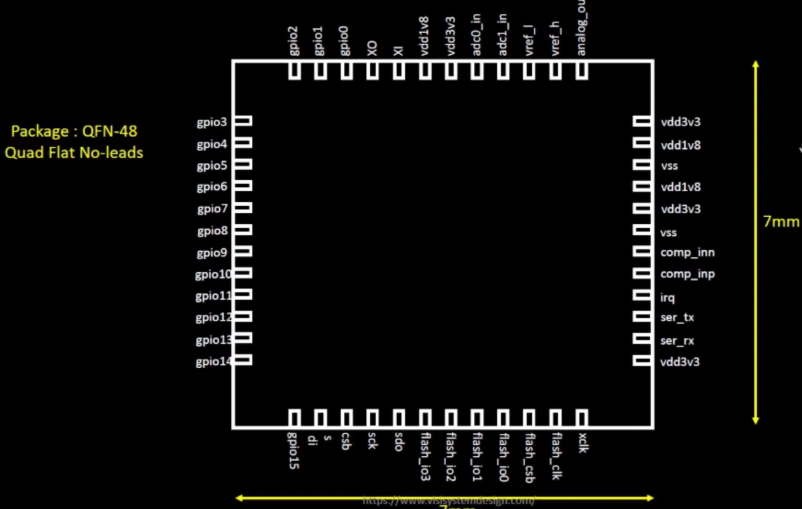 gpio2
gpio1
gpio0
XO
XI
vdd1v8
vdd3v3
adc0_in
adc1_in
vref_l
vref_h
Package : QFN-48
Quad Flat No-leads
gpio3
gpio4
gpio5
gpio6
gpio7
gpio8
gpio9
gpio10
gpio11
gpio12
gpio13
gpio14
vdd3v3
vdd1v8
vss
vdd1v8
vdd3v3
vss
comp_inn
comp_inp
irq
ser_tx
ser_rx
vdd3v3
7mm
gpio15
di
s
csb
sck
sdo
flash_io3
flash_io2
flash_io1
flash_io0
flash_csb
flash_clk
xclk
https://www.vlsisystemdesign.com/
7mm